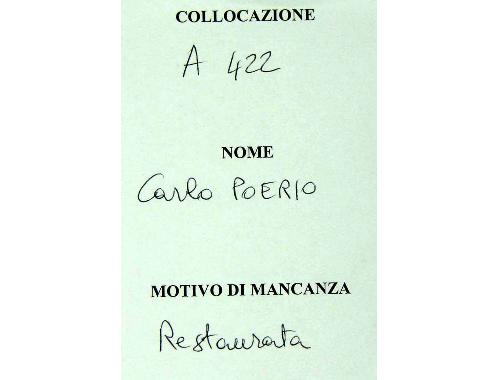 COLLOCAZIONE
A 422
NOME
Carlo POERIO
MOTIVO DI MANCANZA
Restaurata